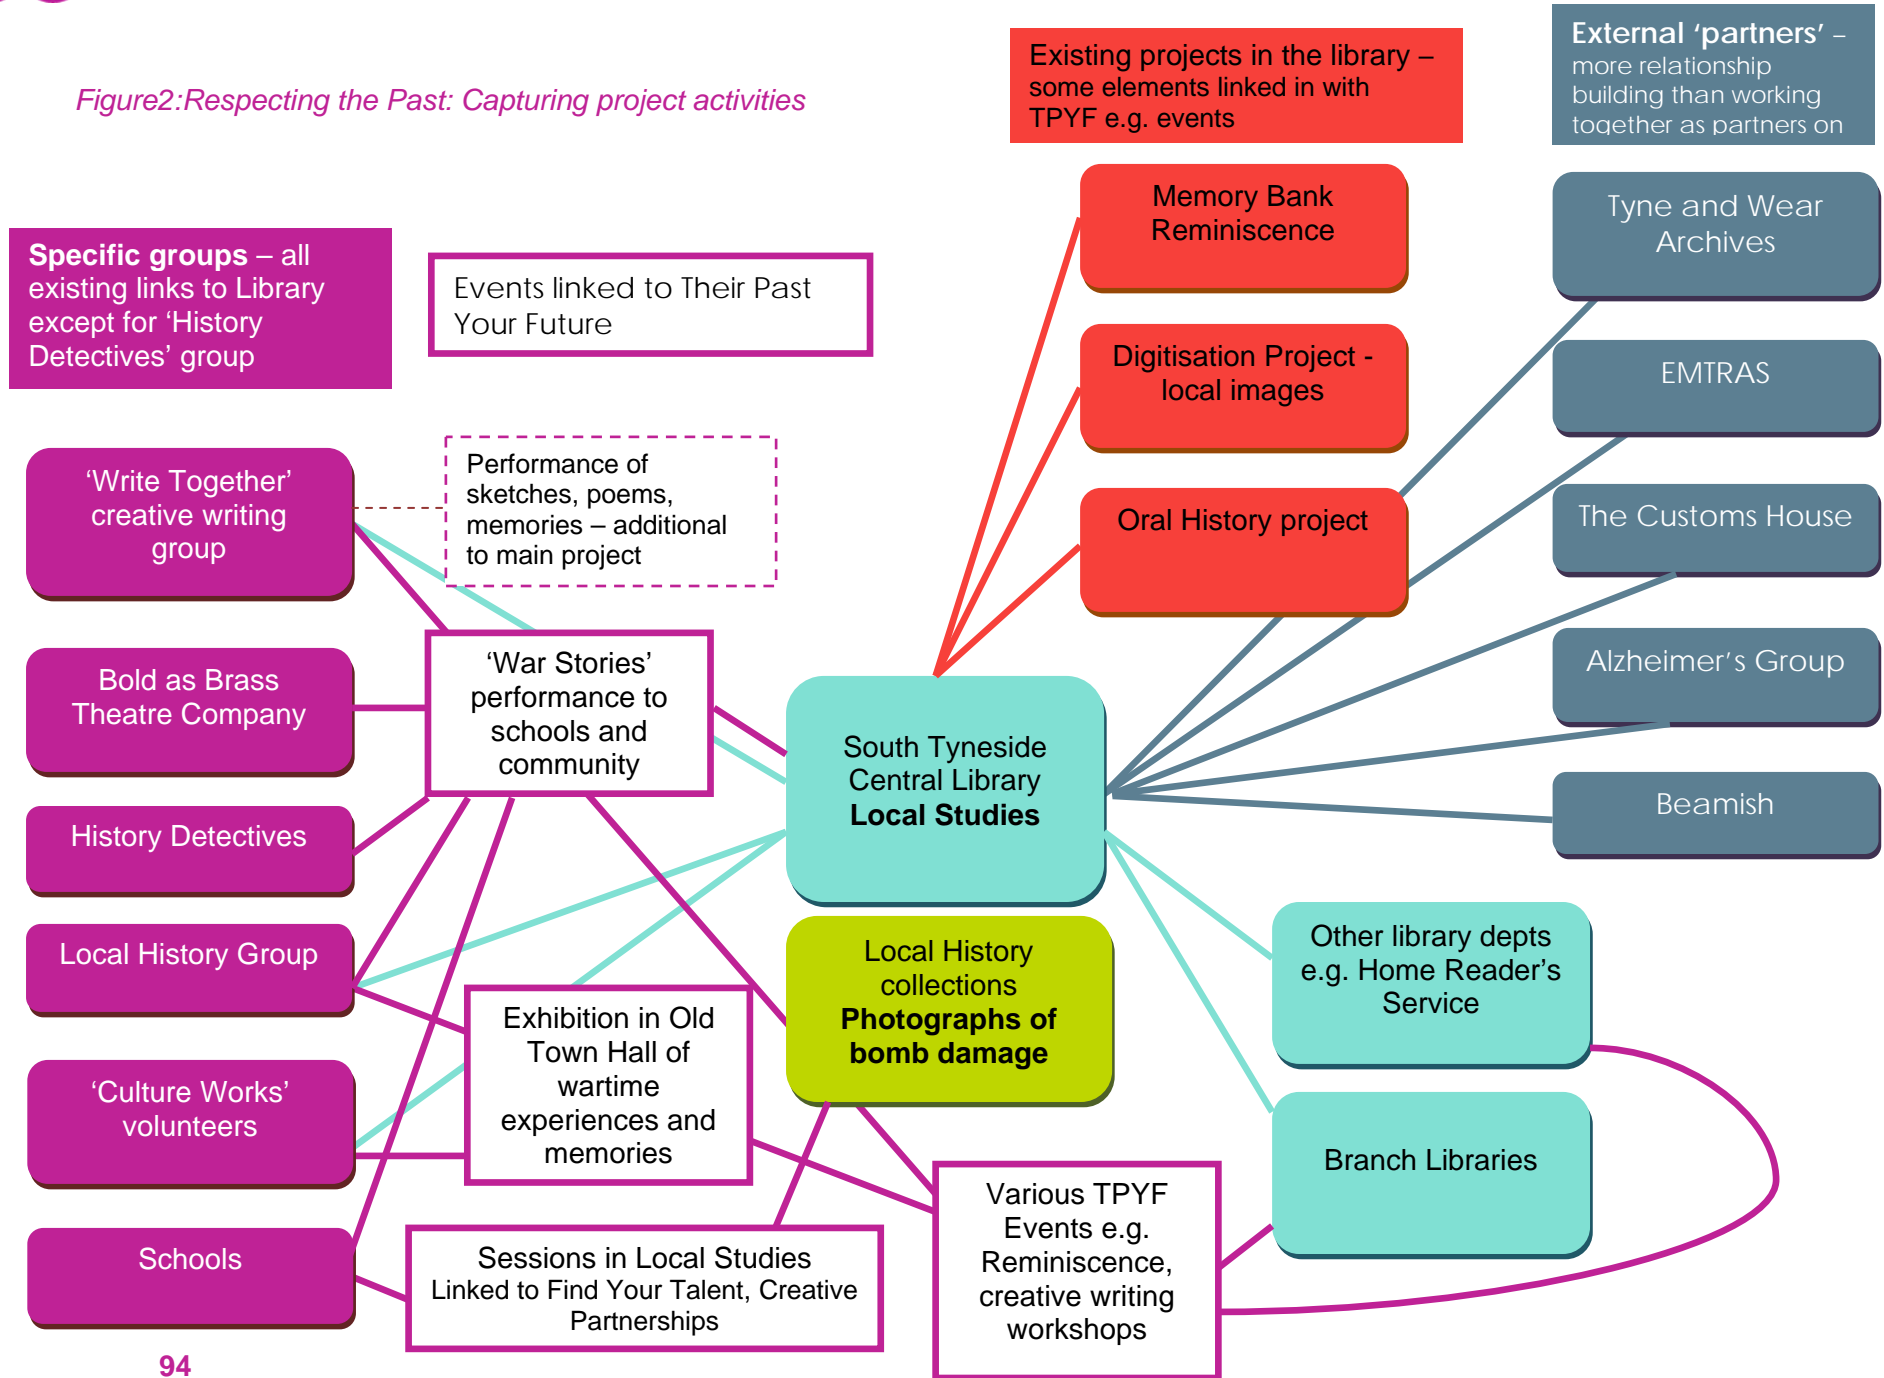 Figure2:Respecting the Past: Capturing project activities
Existing projects in the library –
some elements linked in with
TPYF e.g. events
External ‘partners’ –
more relationship
building than working
together as partners on
Specific groups – all
existing links to Library
except for ‘History
Detectives’ group
Events linked to Their Past
Your Future
Memory Bank
Reminiscence
Digitisation Project -
local images
Oral History project
Tyne and Wear
Archives
EMTRAS
The Customs House
Alzheimer’s Group
Beamish
‘Write Together’
creative writing
group
Performance of
sketches, poems,
memories – additional
to main project
Bold as Brass
Theatre Company
‘War Stories’
performance to
schools and
community
History Detectives
South Tyneside
Central Library
Local Studies
Local History Group
Local History
collections
Photographs of
bomb damage
Other library depts
e.g. Home Reader’s
Service
Exhibition in Old
Town Hall of
wartime
experiences and
memories
‘Culture Works’
volunteers
Branch Libraries
Schools
Sessions in Local Studies
Linked to Find Your Talent, Creative
Partnerships
Various TPYF
Events e.g.
Reminiscence,
creative writing
workshops
94